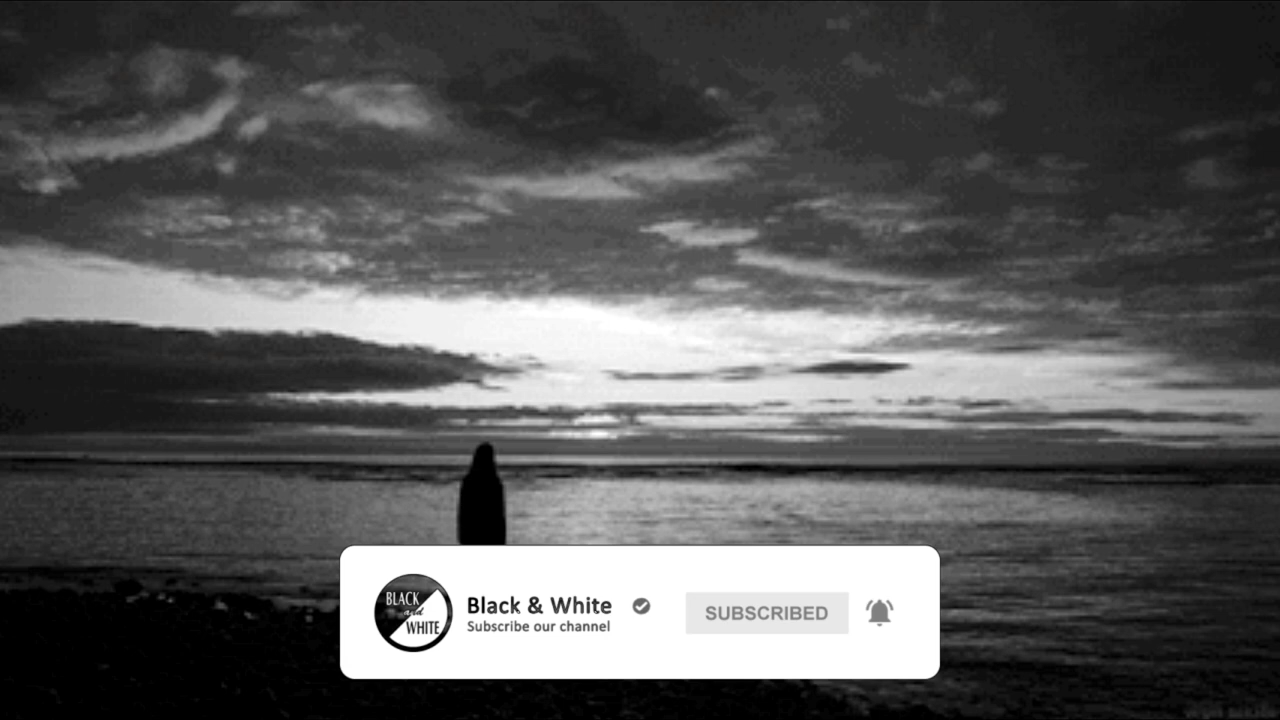 BLACK
and
WHITE
Black & White
Subscribe our channel
SUBSCRIBED